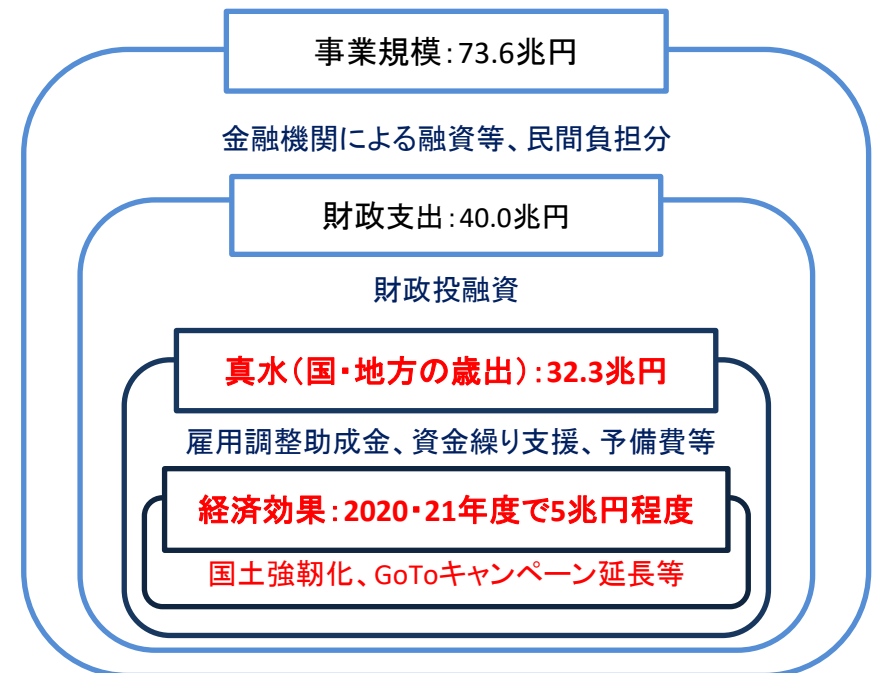 事業規模：73.6兆円
金融機関による融資等、民間負担分
財政支出：40.0兆円
財政投融資
真水（国・地方の歳出）：32.3兆円
雇用調整助成金、資金繰り支援、予備費等
経済効果：2020・21年度で5兆円程度
国土強靭化、GoToキャンペーン延長等